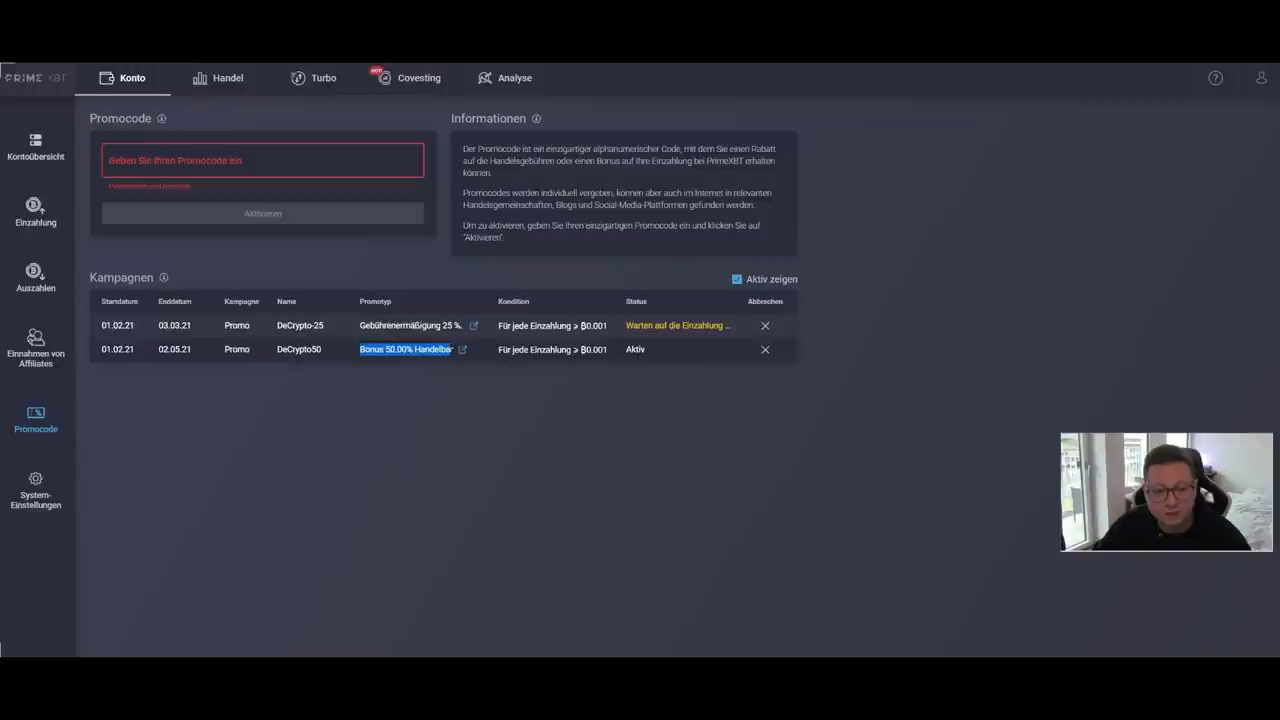 PRIME XBT
Konto
Handel
Turbo
HOT!
Covesting
Analyse
Kontoübersicht
Einzahlung
Auszahlen
Einnahmen von
Affiliates
Promocode
System-
Einstellungen
Promocode
Geben Sie Ihren Promocode ein
Aktivieren
Informationen
Der Promocode ist ein einzigartiger alphanumerischer Code, mit dem Sie einen Rabatt
auf die Handelsgebühren oder einen Bonus auf Ihre Einzahlung bei PrimeXBT erhalten
können.
Promocodes werden individuell vergeben, können aber auch im Internet in relevanten
Handelsgemeinschaften, Blogs und Social-Media-Plattformen gefunden werden.
Um zu aktivieren, geben Sie Ihren einzigartigen Promocode ein und klicken Sie auf
"Aktivieren".
Kampagnen
Aktiv zeigen
Startdatum Enddatum Kampagne Name Promotyp Kondition Status Abbrechen
01.02.21 03.03.21 Promo DeCrypto-25 Gebührenermäßigung 25 %. Für jede Einzahlung ⩾ ₿0.001 Warten auf die Einzahlung ...
01.02.21 02.05.21 Promo DeCrypto50 Bonus 50.00% Handelbar Für jede Einzahlung ⩾ ₿0.001 Aktiv